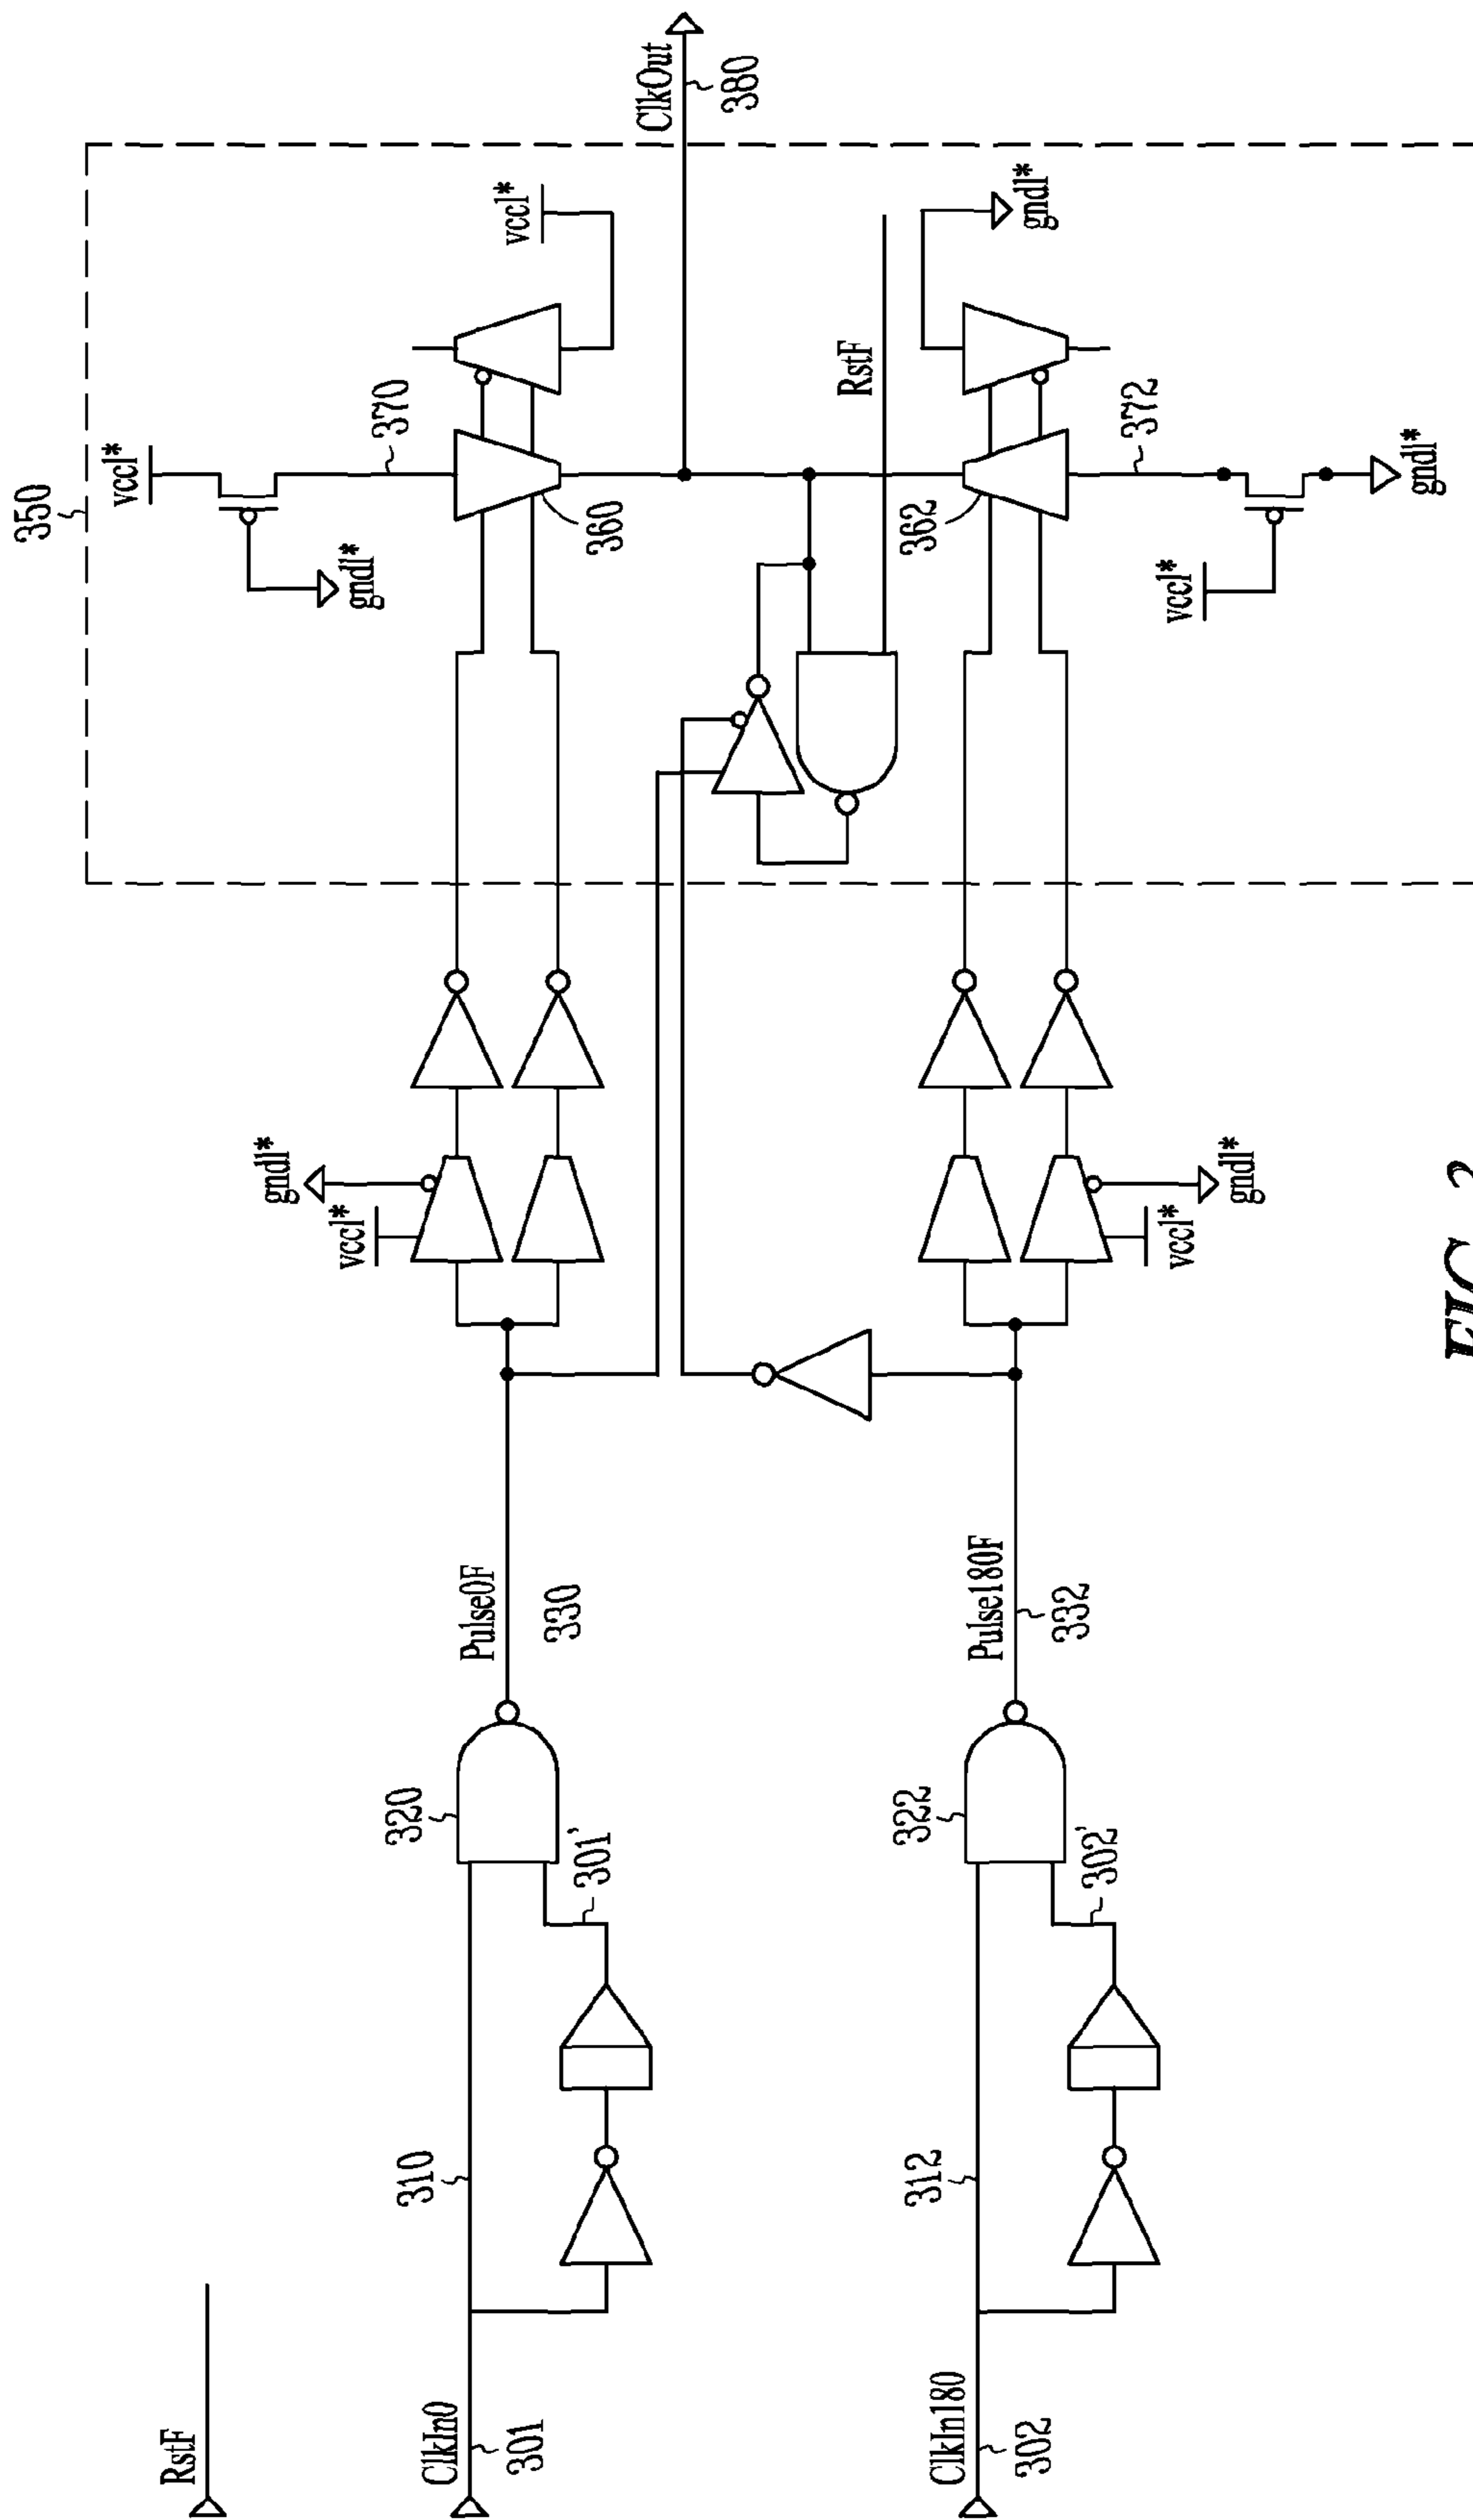 350
vccl*
gndl*
370
vccl*
ClkOut
380
360
RstF
gndl*
362
372
vccl*
gndl*
gndl*
vccl*
gndl*
vccl*
Pulse0F
330
Pulse180F
332
320
301'
322
302'
310
312
RstF
ClkIn0
301
ClkIn180
302